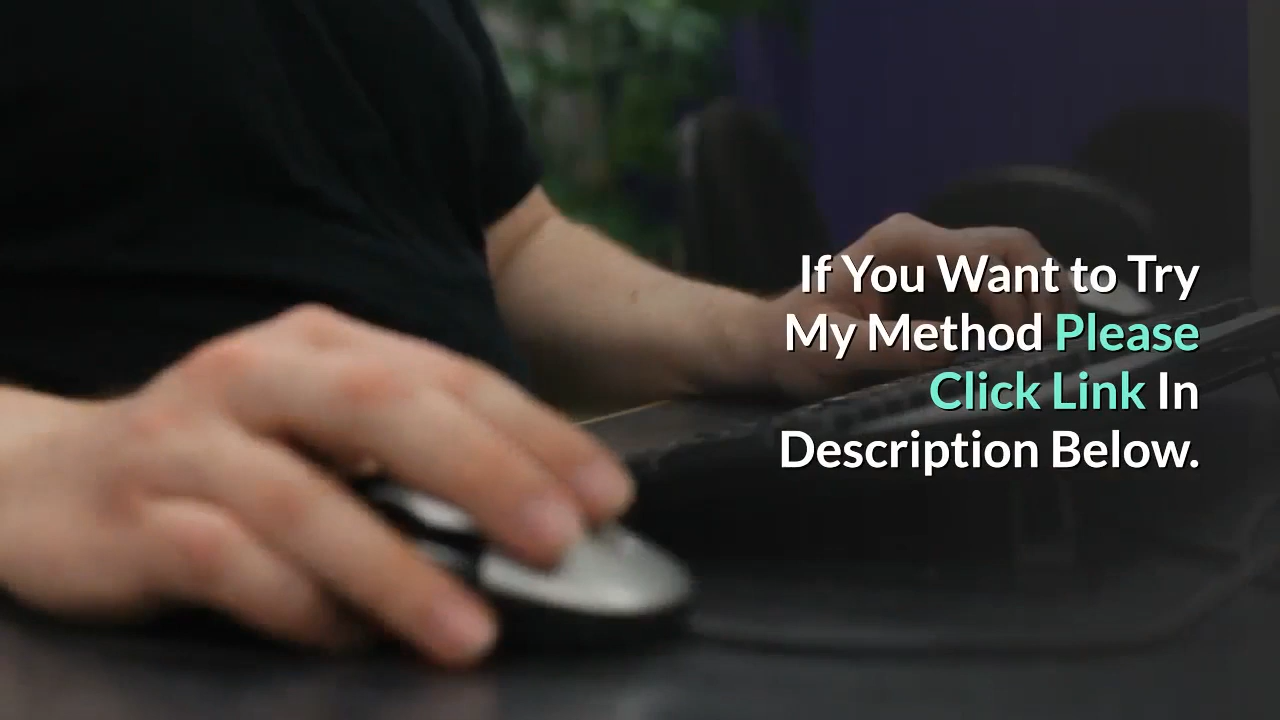 If You Want to Try
My Method Please
Click Link In
Description Below.